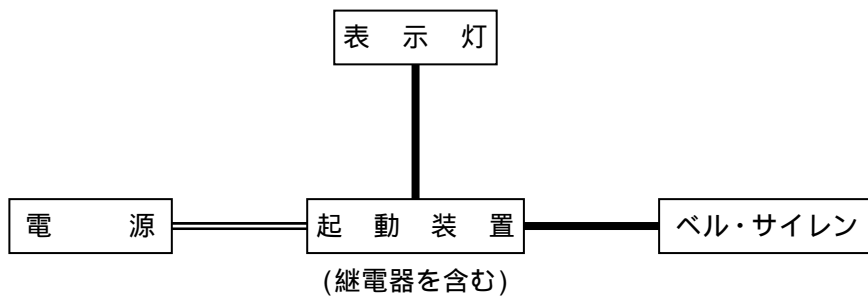 表示灯
電源
起動装置
ベル・サイレン
(継電器を含む)